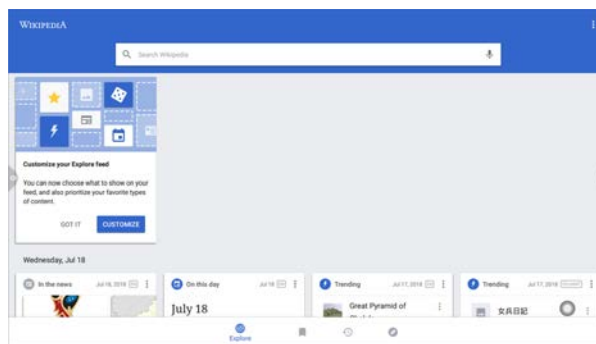 WIKIPEDIA
Search Wikipedia
Customize your Explore feed
You can now choose what to show on your
feed, and also prioritize your favorite types
of content.
GOT IT
CUSTOMIZE
Wednesday, Jul 18
In the news
Jul 18, 2018
On this day
Jul 18
Trending
Jul 17, 2018
Trending
Jul 17, 2018
July 18
Great Pyramid of
女兵日記
Explore